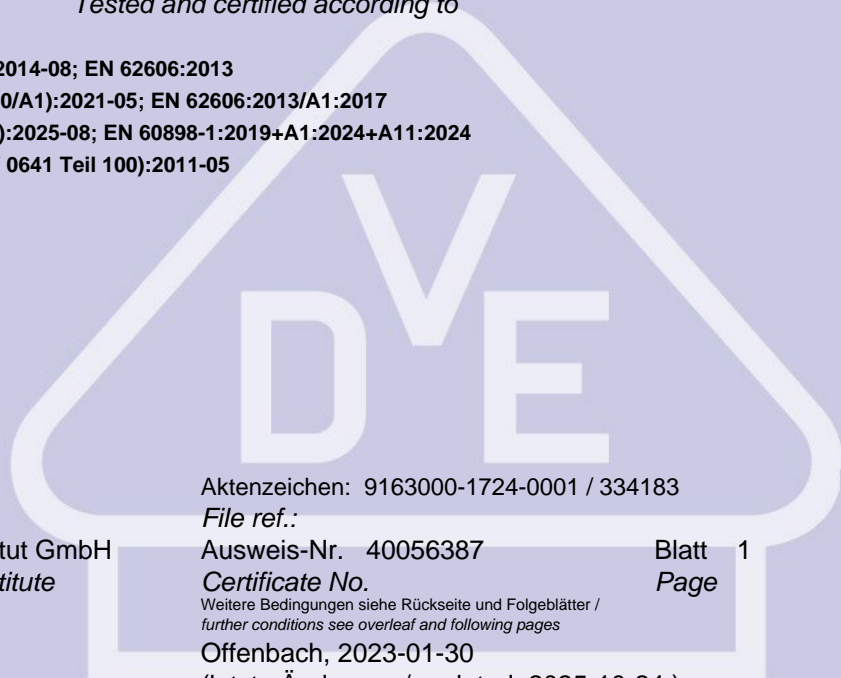 Tested and certified according to
2014-08; EN 62606:2013
0/A1):2021-05; EN 62606:2013/A1:2017
):2025-08; EN 60898-1:2019+A1:2024+A11:2024
0641 Teil 100):2011-05
DVE
Aktenzeichen: 9163000-1724-0001 / 334183
File ref.:
tut GmbH Ausweis-Nr. 40056387 Blatt 1
titute Certificate No. Page
Weitere Bedingungen siehe Rückseite und Folgeblätter /
further conditions see overleaf and following pages
Offenbach, 2023-01-30